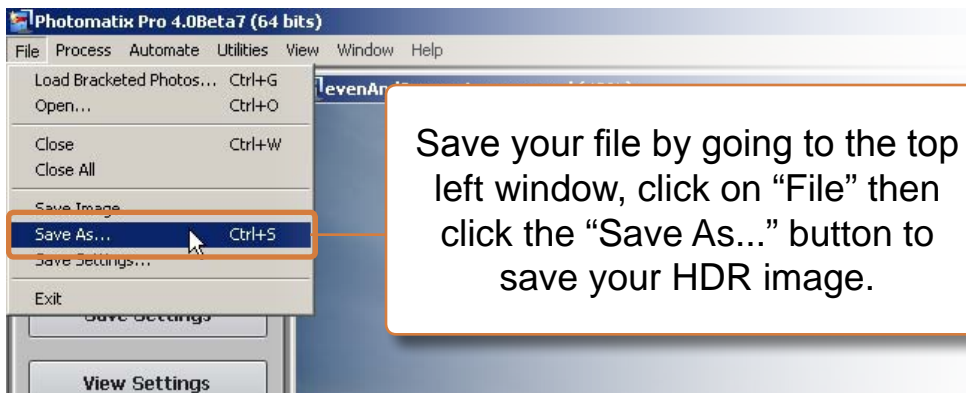 Photomatix Pro 4.0Beta7 (64 bits)
File Process Automate Utilities View Window Help
Load Bracketed Photos... Ctrl+G
Open... Ctrl+O
Close Ctrl+W
Close All
Save Image
Save As... Ctrl+S
Save Settings...
Exit
Save Settings
View Settings
Save your file by going to the top
left window, click on “File” then
click the “Save As...” button to
save your HDR image.